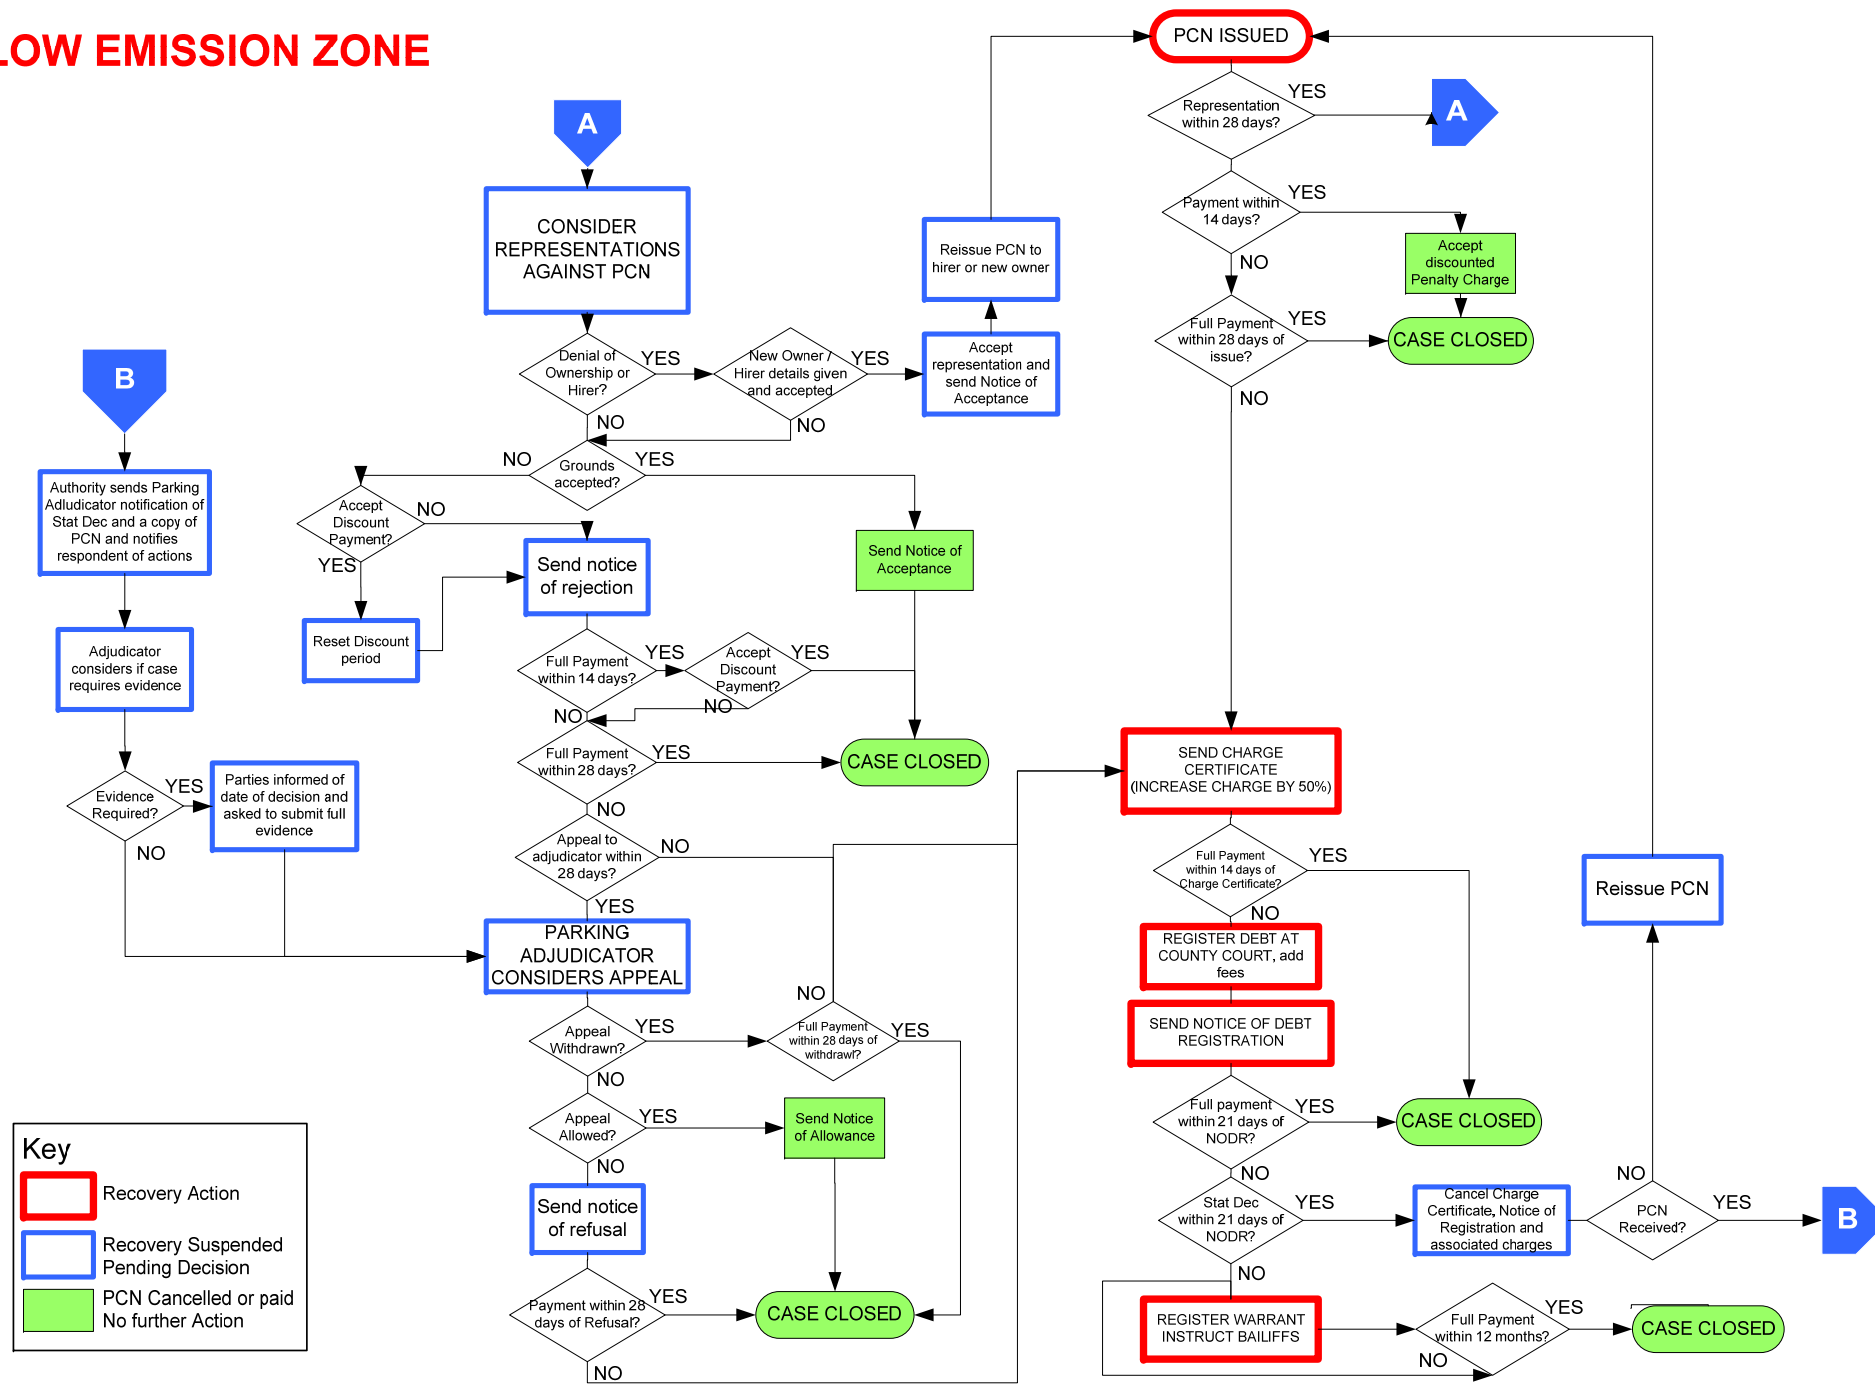 LOW EMISSION ZONE
PCN ISSUED
Representation
within 28 days?
YES
A
Payment within
14 days?
YES
NO
Accept
discounted
Penalty Charge
Full Payment
within 28 days of
issue?
YES
CASE CLOSED
NO
A
CONSIDER
REPRESENTATIONS
AGAINST PCN
Reissue PCN to
hirer or new owner
Denial of
Ownership or
Hirer?
YES
New Owner /
Hirer details given
and accepted
YES
Accept
representation and
send Notice of
Acceptance
NO
NO
Grounds
accepted?
NO
YES
Accept
Discount
Payment?
NO
YES
Send notice
of rejection
Send Notice of
Acceptance
Reset Discount
period
Full Payment
within 14 days?
YES
Accept
Discount
Payment?
YES
NO
NO
Full Payment
within 28 days?
YES
CASE CLOSED
NO
Appeal to
adjudicator within
28 days?
NO
YES
B
Authority sends Parking
Adludicator notification of
Stat Dec and a copy of
PCN and notifies
respondent of actions
Adjudicator
considers if case
requires evidence
Evidence
Required?
YES
NO
Parties informed of
date of decision and
asked to submit full
evidence
PARKING
ADJUDICATOR
CONSIDERS APPEAL
Appeal
Withdrawn?
YES
NO
Full Payment
within 28 days of
withdrawl?
NO
YES
Appeal
Allowed?
YES
NO
Send Notice
of Allowance
Send notice
of refusal
Payment within 28
days of Refusal?
YES
CASE CLOSED
NO
SEND CHARGE
CERTIFICATE
(INCREASE CHARGE BY 50%)
Full Payment
within 14 days of
Charge Certificate?
YES
NO
REGISTER DEBT AT
COUNTY COURT, add
fees
SEND NOTICE OF DEBT
REGISTRATION
Full payment
within 21 days of
NODR?
YES
CASE CLOSED
NO
Stat Dec
within 21 days of
NODR?
YES
NO
Cancel Charge
Certificate, Notice of
Registration and
associated charges
PCN
Received?
NO
YES
B
Reissue PCN
REGISTER WARRANT
INSTRUCT BAILIFFS
Full Payment
within 12 months?
YES
NO
CASE CLOSED
Key
Recovery Action
Recovery Suspended
Pending Decision
PCN Cancelled or paid
No further Action